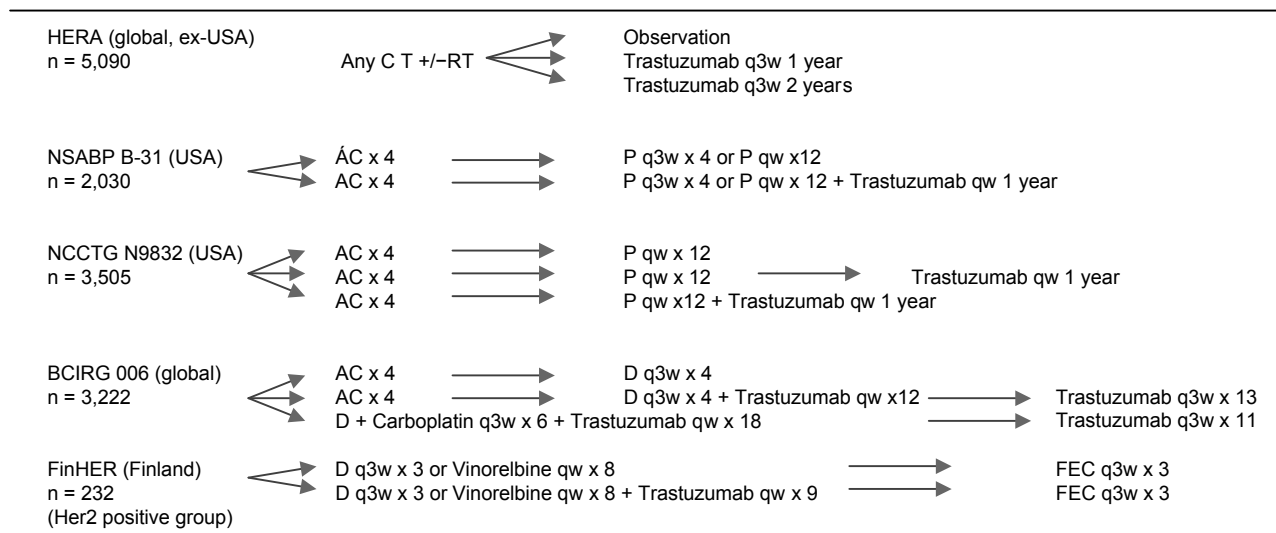 HERA (global, ex-USA) Observation
n = 5,090 Any C T +/−RT Trastuzumab q3w 1 year
Trastuzumab q3w 2 years
NSABP B-31 (USA) ÁC x 4 P q3w x 4 or P qw x12
n = 2,030 AC x 4 P q3w x 4 or P qw x 12 + Trastuzumab qw 1 year
NCCTG N9832 (USA) AC x 4 P qw x 12
n = 3,505 AC x 4 P qw x 12 Trastuzumab qw 1 year
AC x 4 P qw x12 + Trastuzumab qw 1 year
BCIRG 006 (global) AC x 4 D q3w x 4
n = 3,222 AC x 4 D q3w x 4 + Trastuzumab qw x12 Trastuzumab q3w x 13
D + Carboplatin q3w x 6 + Trastuzumab qw x 18 Trastuzumab q3w x 11
FinHER (Finland) D q3w x 3 or Vinorelbine qw x 8 FEC q3w x 3
n = 232 D q3w x 3 or Vinorelbine qw x 8 + Trastuzumab qw x 9 FEC q3w x 3
(Her2 positive group)